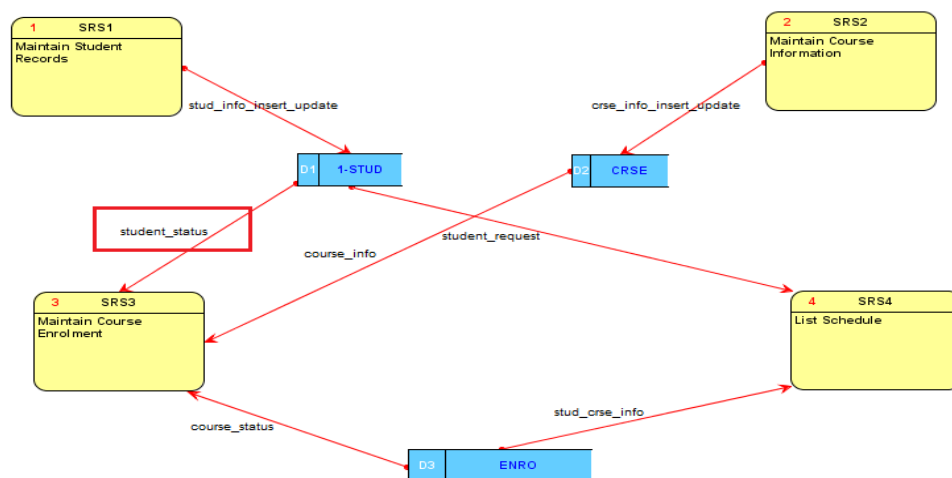 1 SRS1
Maintain Student
Records
2 SRS2
Maintain Course
Information
stud_info_insert_update
crse_info_insert_update
D1 1-STUD
D2 CRSE
student_status
course_info
student_request
3 SRS3
Maintain Course
Enrolment
4 SRS4
List Schedule
stud_crse_info
course_status
D3 ENRO